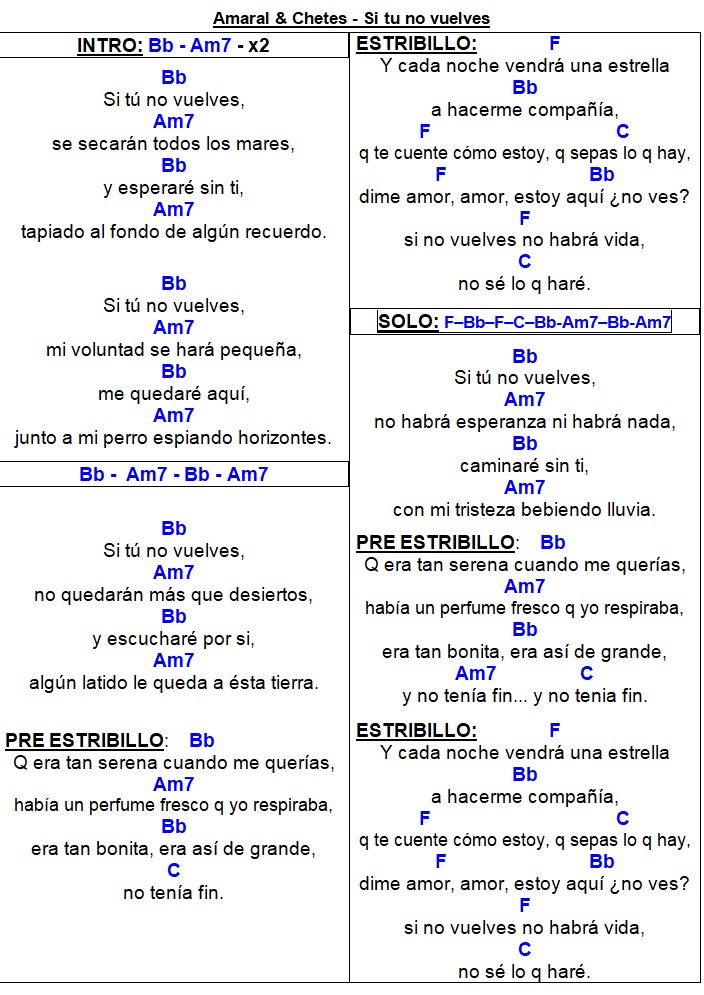 Amaral & Chetes - Si tu no vuelves
INTRO: Bb - Am7 - x2
Bb
Si tú no vuelves,
Am7
se secarán todos los mares,
Bb
y esperaré sin ti,
Am7
tapiado al fondo de algún recuerdo.
Bb
Si tú no vuelves,
Am7
mi voluntad se hará pequeña,
Bb
me quedaré aquí,
Am7
junto a mi perro espiando horizontes.
Bb - Am7 - Bb - Am7
Bb
Si tú no vuelves,
Am7
no quedarán más que desiertos,
Bb
y escucharé por si,
Am7
algún latido le queda a ésta tierra.
PRE ESTRIBILLO: Bb
Q era tan serena cuando me querías,
Am7
había un perfume fresco q yo respiraba,
Bb
era tan bonita, era así de grande,
C
no tenía fin.
ESTRIBILLO: F
Y cada noche vendrá una estrella
Bb
a hacerme compañía,
F C
q te cuente cómo estoy, q sepas lo q hay,
F Bb
dime amor, amor, estoy aquí ¿no ves?
F
si no vuelves no habrá vida,
C
no sé lo q haré.
SOLO: F–Bb–F–C–Bb-Am7–Bb-Am7
Bb
Si tú no vuelves,
Am7
no habrá esperanza ni habrá nada,
Bb
caminaré sin ti,
Am7
con mi tristeza bebiendo lluvia.
PRE ESTRIBILLO: Bb
Q era tan serena cuando me querías,
Am7
había un perfume fresco q yo respiraba,
Bb
era tan bonita, era así de grande,
Am7 C
y no tenía fin... y no tenia fin.
ESTRIBILLO: F
Y cada noche vendrá una estrella
Bb
a hacerme compañía,
F C
q te cuente cómo estoy, q sepas lo q hay,
F Bb
dime amor, amor, estoy aquí ¿no ves?
F
si no vuelves no habrá vida,
C
no sé lo q haré.